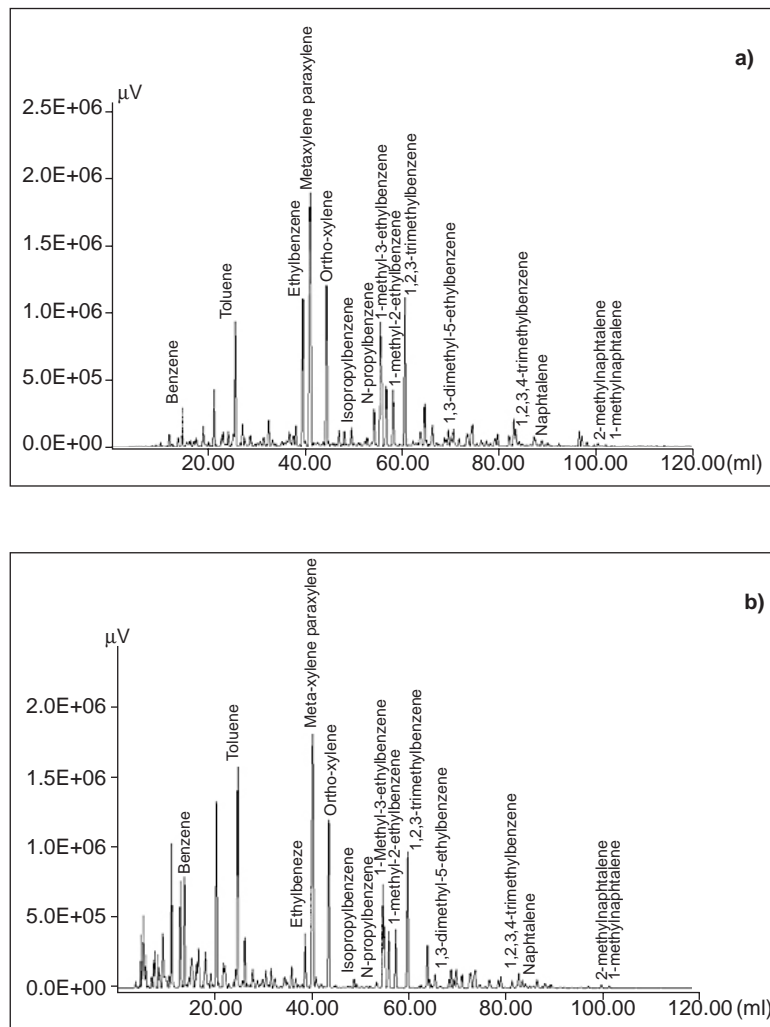 a)
μV
2.5E+06
2.0E+06
1.5E+06
1.0E+06
5.0E+05
0.0E+00
Benzene
Toluene
Ethylbenzene
Metaxylene paraxylene
Ortho-xylene
Isopropylbenzene
N-propylbenzene
1-methyl-3-ethylbenzene
1-methyl-2-ethylbenzene
1,2,3-trimethylbenzene
1,3-dimethyl-5-ethylbenzene
1,2,3,4-trimethylbenzene
Naphtalene
2-methylnaphtalene
1-methylnaphtalene
20.00 40.00 60.00 80.00 100.00 120.00 (ml)
b)
μV
2.0E+06
1.5E+06
1.0E+06
5.0E+05
0.0E+00
Benzene
Toluene
Ethylbeneze
Meta-xylene paraxylene
Ortho-xylene
Isopropylbenzene
N-propylbenzene
1-Methyl-3-ethylbenzene
1-methyl-2-ethylbenzene
1,2,3-trimethylbenzene
1,3-dimethyl-5-ethylbenzene
1,2,3,4-trimethylbenzene
Naphtalene
2-methylnaphtalene
1-methylnaphtalene
20.00 40.00 60.00 80.00 100.00 120.00 (ml)